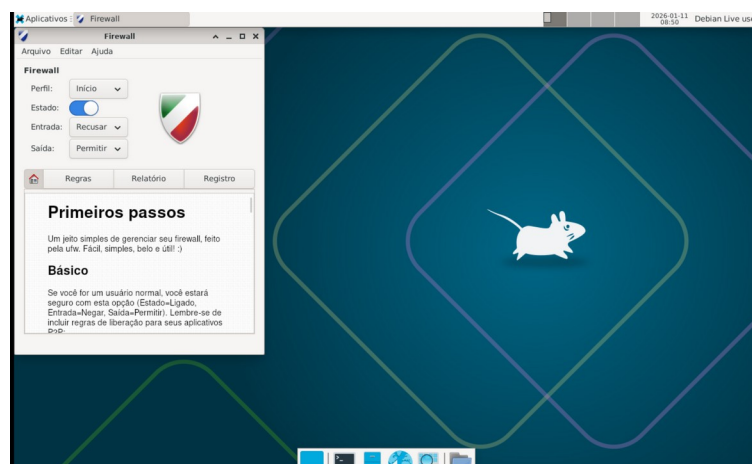 Aplicativos
Firewall
2026-01-11
08:50
Debian Live use
Firewall
Arquivo Editar Ajuda
Firewall
Perfil: Início
Estado:
Entrada: Recusar
Saída: Permitir
Regras Relatório Registro
Primeiros passos
Um jeito simples de gerenciar seu firewall, feito
pela ufw. Fácil, simples, belo e útil! :)
Básico
Se você for um usuário normal, você estará
seguro com esta opção (Estado=Ligado,
Entrada=Negar, Saída=Permitir). Lembre-se de
incluir regras de liberação para seus aplicativos
P2P: